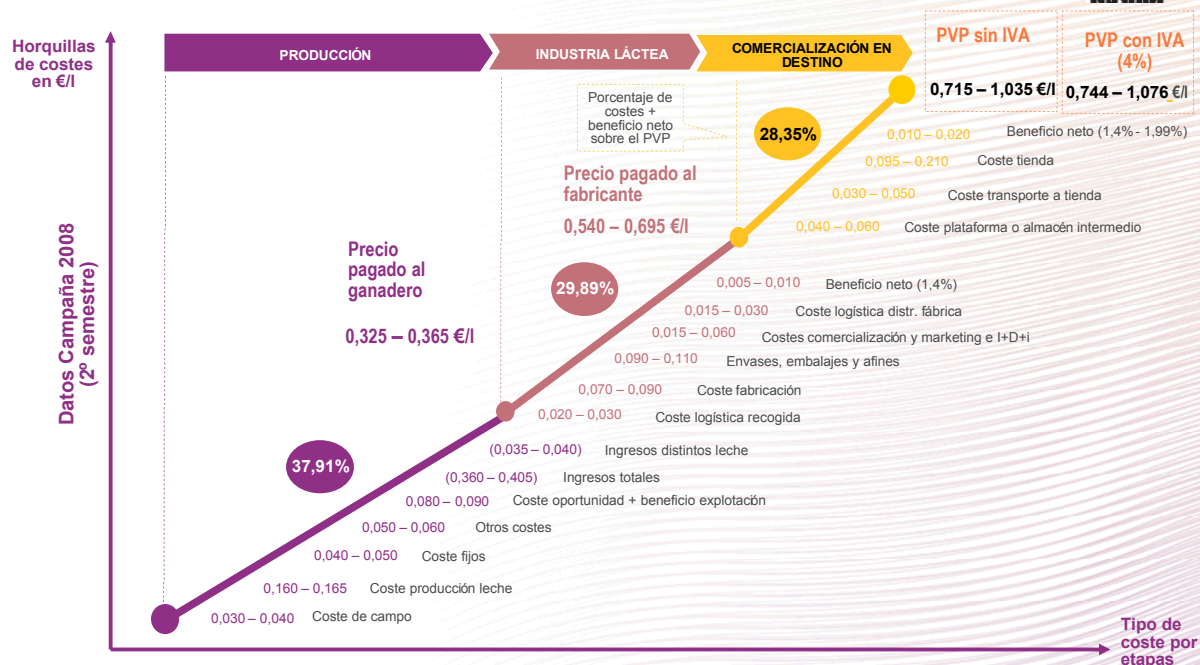 Horquillas
de costes
en €/l
PRODUCCIÓN
INDUSTRIA LÁCTEA
COMERCIALIZACIÓN EN
DESTINO
PVP sin IVA
0,715 – 1,035 €/l
PVP con IVA
(4%)
0,744 – 1,076 €/l
Porcentaje de
costes +
beneficio neto
sobre el PVP
28,35%
0,010 – 0,020 Beneficio neto (1,4% - 1,99%)
0,095 – 0,210 Coste tienda
0,030 – 0,050 Coste transporte a tienda
0,040 – 0,060 Coste plataforma o almacén intermedio
Precio pagado al
fabricante
0,540 – 0,695 €/l
29,89%
0,005 – 0,010 Beneficio neto (1,4%)
0,015 – 0,030 Coste logística distr. fábrica
0,015 – 0,060 Costes comercialización y marketing e I+D+i
0,090 – 0,110 Envases, embalajes y afines
0,070 – 0,090 Coste fabricación
0,020 – 0,030 Coste logística recogida
Precio
pagado al
ganadero
0,325 – 0,365 €/l
37,91%
(0,035 – 0,040) Ingresos distintos leche
(0,360 – 0,405) Ingresos totales
0,080 – 0,090 Coste oportunidad + beneficio explotación
0,050 – 0,060 Otros costes
0,040 – 0,050 Coste fijos
0,160 – 0,165 Coste producción leche
0,030 – 0,040 Coste de campo
Datos Campaña 2008
(2º semestre)
Tipo de
coste por
etapas